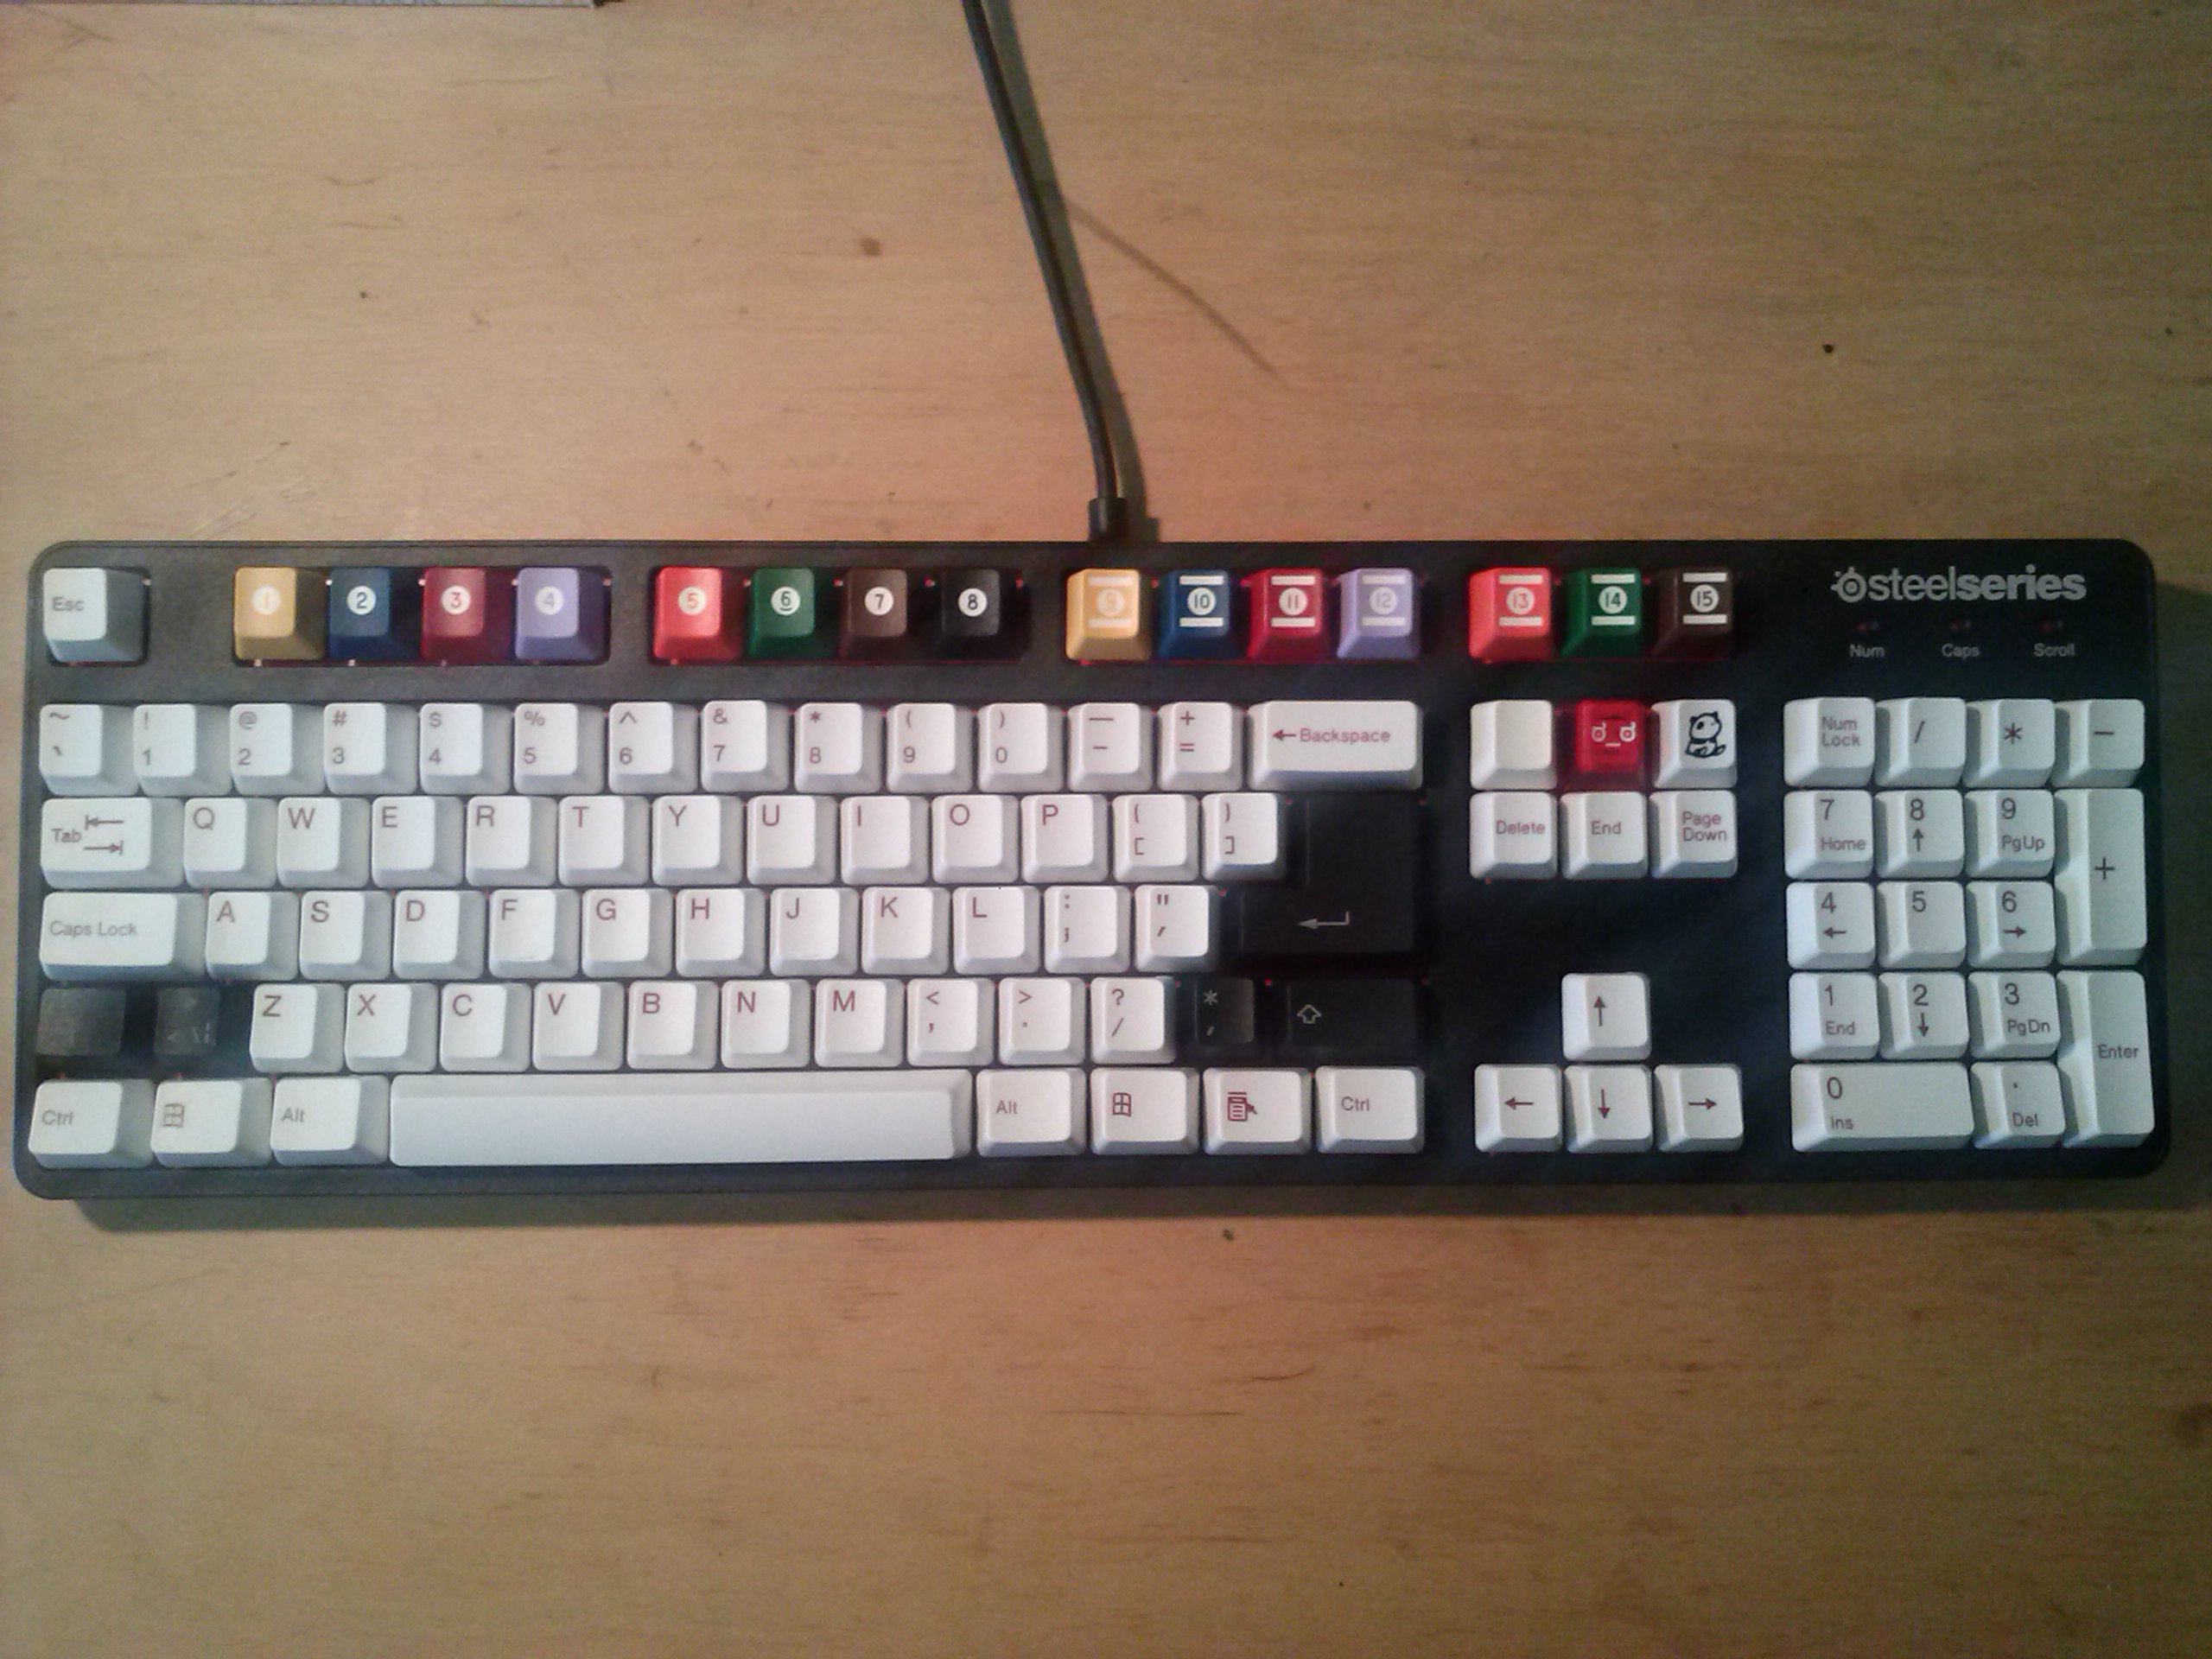 Esc 1 2 3 4 5 6 7 8 9 10 11 12 13 14 15 steelseries
Num Caps Scroll
~ ! @ # $ % ^ & * ( ) — +
` 1 2 3 4 5 6 7 8 9 0 - = ←Backspace ಠ_ಠ Num Lock / * −
Tab Q W E R T Y U I O P { [ } ] Delete End Page Down 7 Home 8 ↑ 9 PgUp +
Caps Lock A S D F G H J K L : ; " ' 4 ← 5 6 →
Z X C V B N M < , > . ? / * ' ↑ 1 End 2 ↓ 3 PgDn Enter
Ctrl Alt Alt Ctrl ← ↓ → 0 Ins . Del